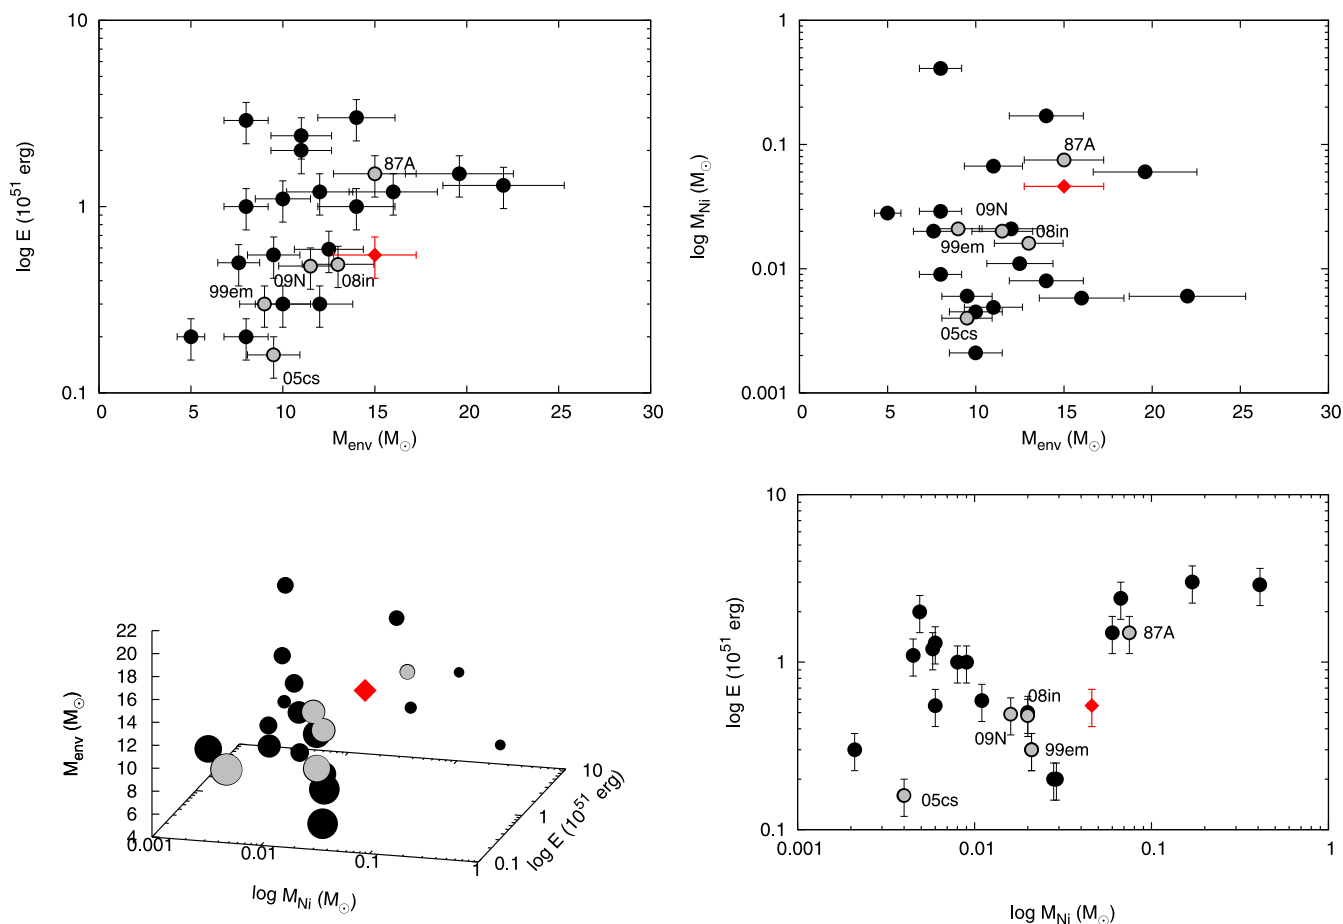 10
1
0.1
log E (10^51 erg)
87A
09N
08in
99em
05cs
0 5 10 15 20 25 30
M_env (M_⊙)
1
0.1
0.01
0.001
log M_Ni (M_⊙)
87A
09N
08in
99em
05cs
0 5 10 15 20 25 30
M_env (M_⊙)
22
20
18
16
14
12
10
8
6
4
M_env (M_⊙)
0.001
0.01
0.1
1
log M_Ni (M_⊙)
0.1
1
10
log E (10^51 erg)
10
1
0.1
log E (10^51 erg)
87A
08in
09N
99em
05cs
0.001 0.01 0.1 1
log M_Ni (M_⊙)